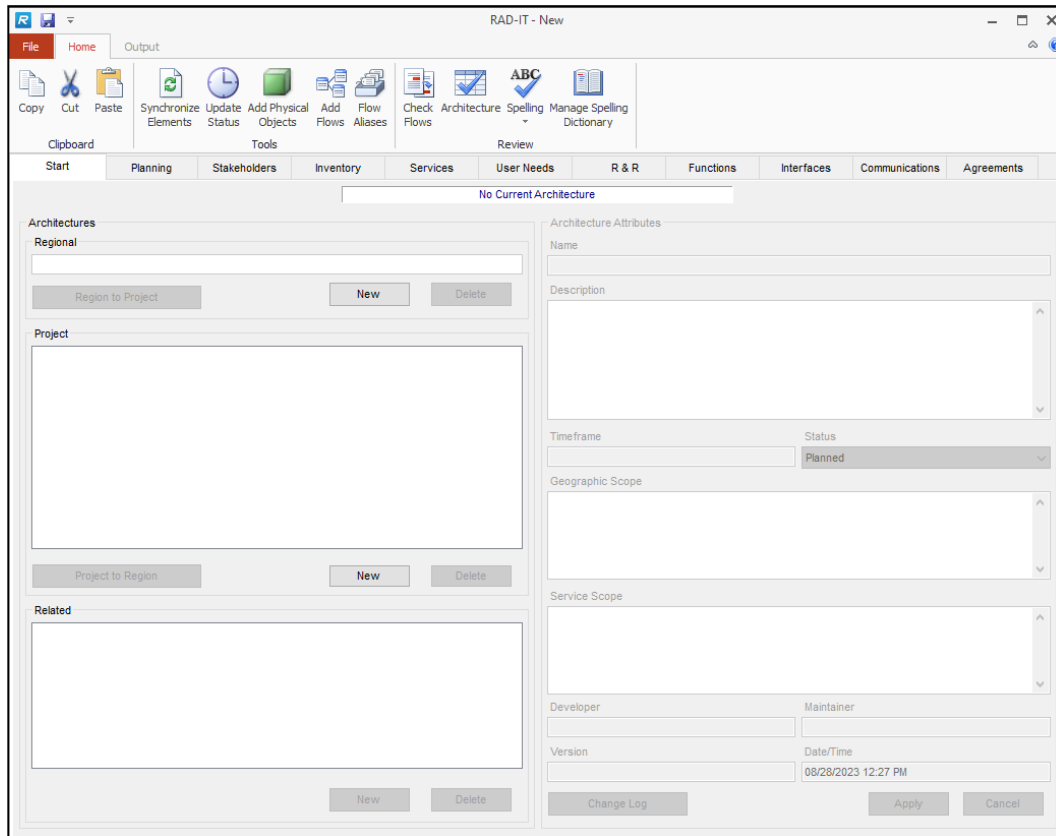 RAD-IT - New
File Home Output
Copy Cut Paste Synchronize Elements Update Status Add Physical Objects Add Flows Flow Aliases Check Flows Architecture ABC Spelling Manage Spelling Dictionary
Clipboard Tools Review
Start Planning Stakeholders Inventory Services User Needs R & R Functions Interfaces Communications Agreements
No Current Architecture
Architectures
Regional
Region to Project New Delete
Project
Project to Region New Delete
Related
New Delete
Architecture Attributes
Name
Description
Timeframe Status
Planned
Geographic Scope
Service Scope
Developer Maintainer
Version Date/Time
08/28/2023 12:27 PM
Change Log Apply Cancel